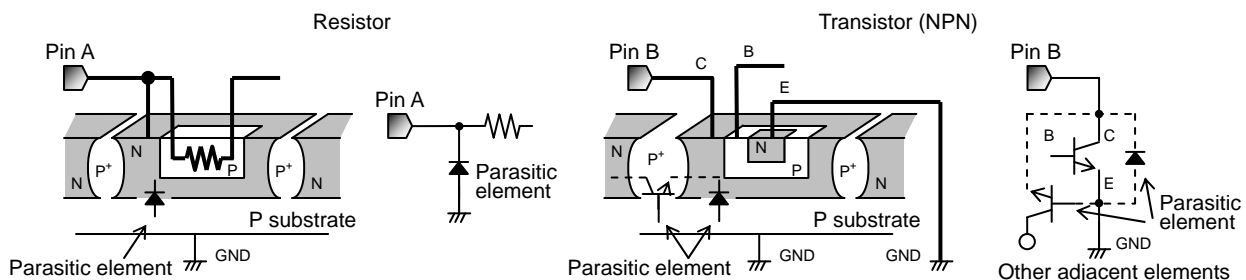 Resistor
Transistor (NPN)
Pin A
N
P+
N
P+
N
P
P substrate
Parasitic element
GND
Pin A
Parasitic
element
Pin B
C
B
E
N
P+
N
P+
N
P
N
P substrate
Parasitic element
GND
GND
Pin B
B
C
E
Parasitic
element
GND
Other adjacent elements